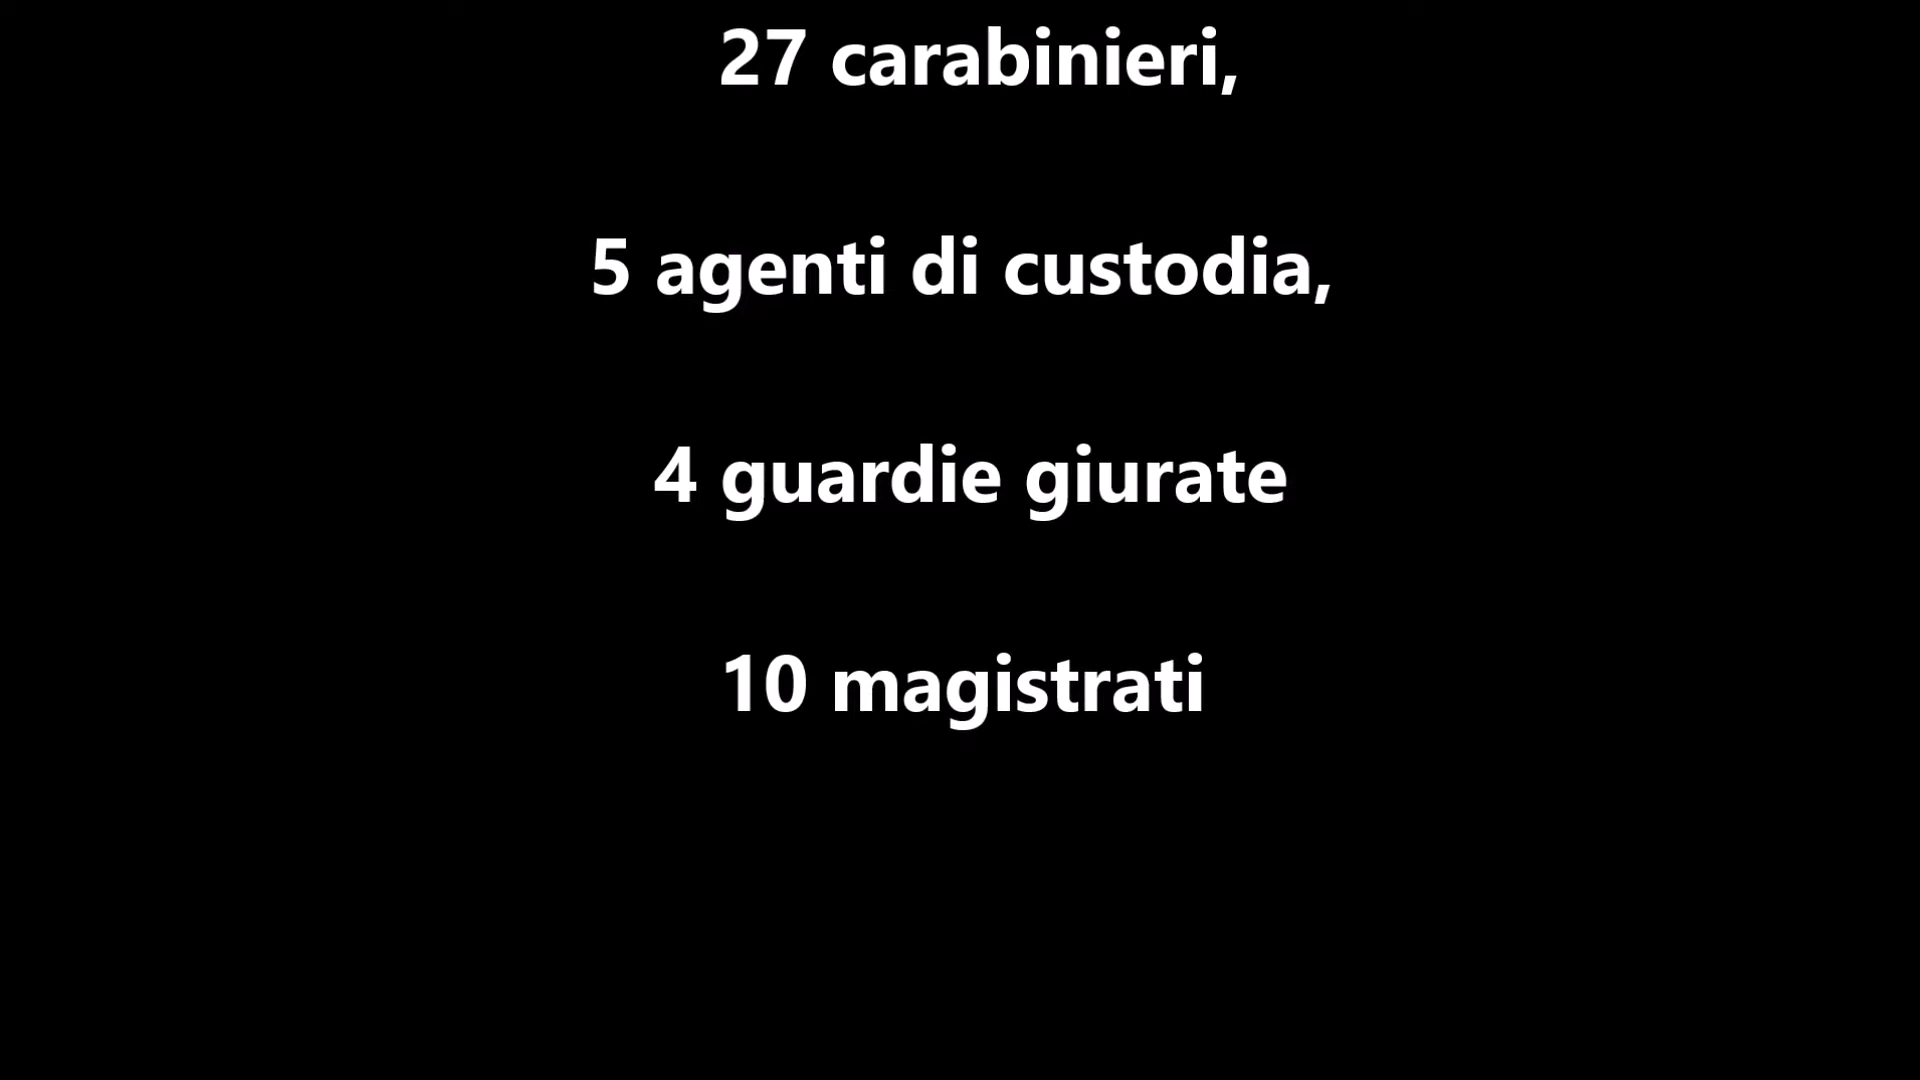 27 carabinieri,
5 agenti di custodia,
4 guardie giurate
10 magistrati